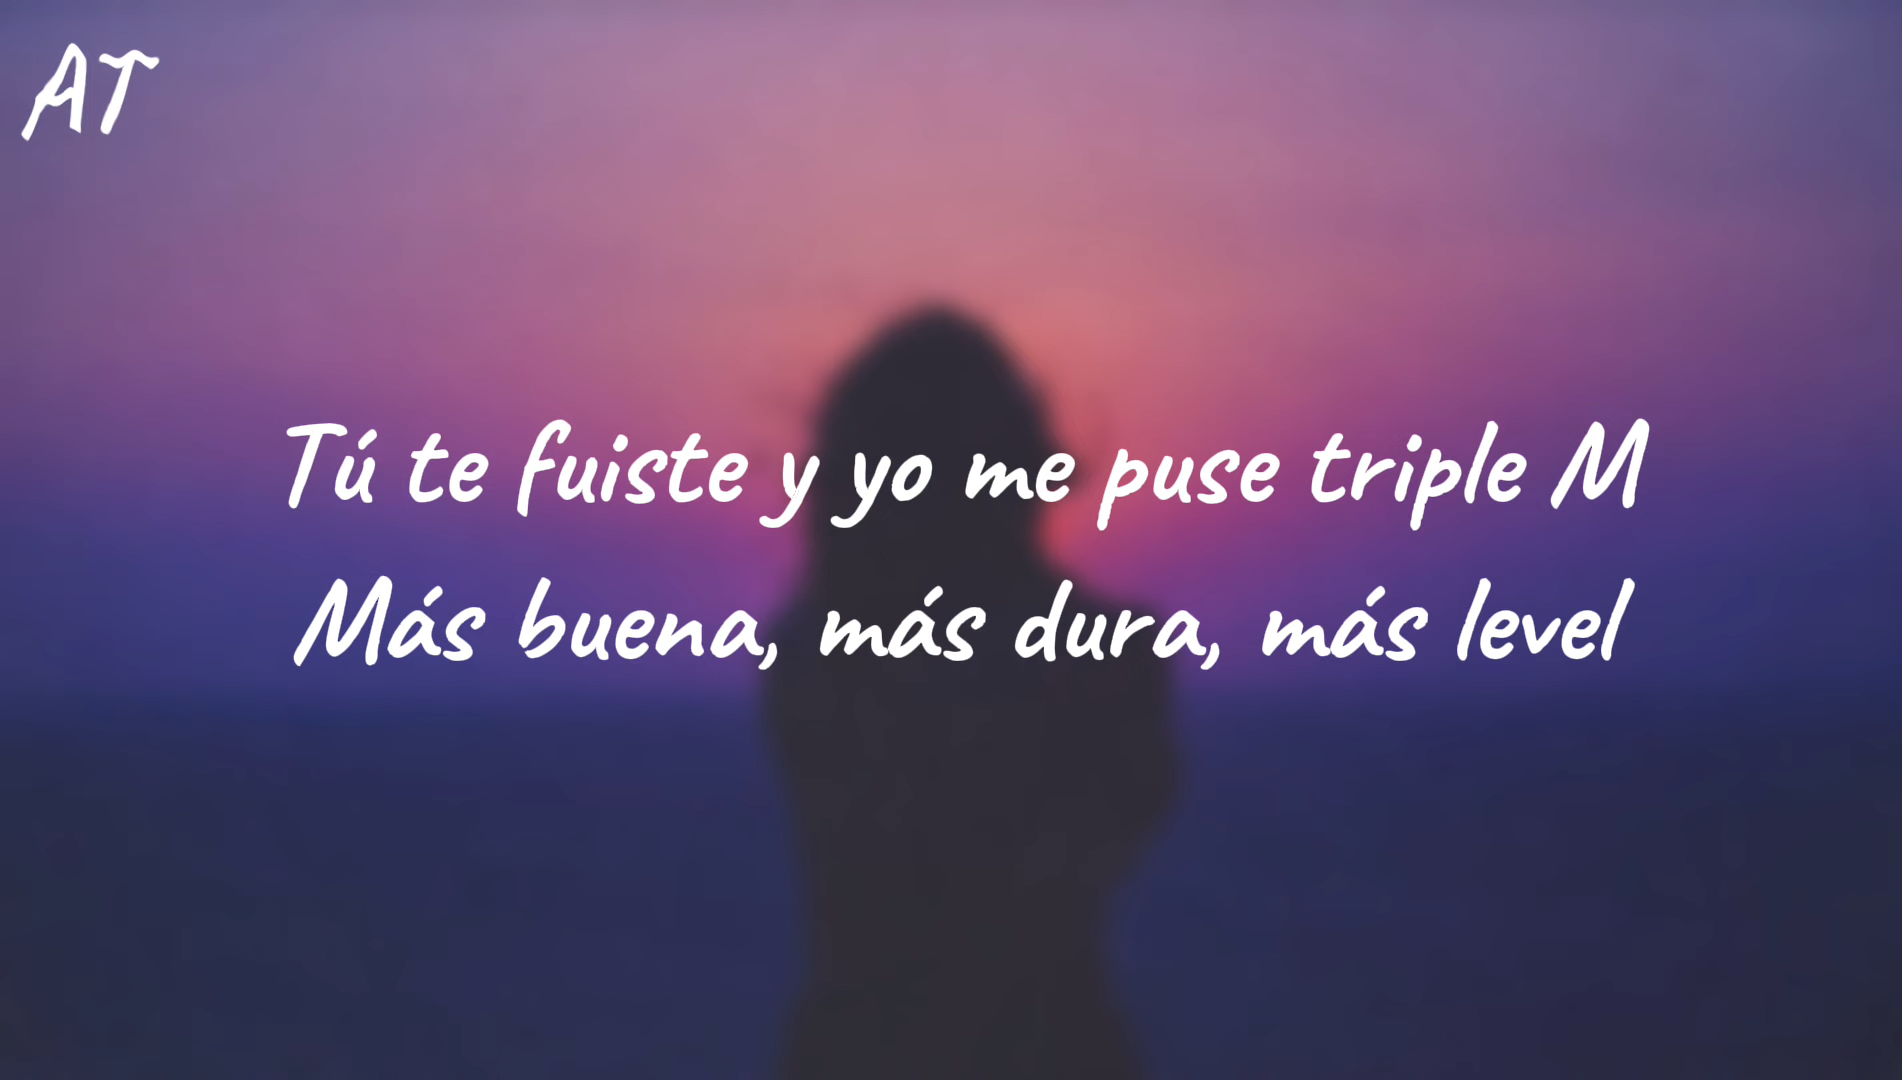 AT
Tú te fuiste y yo me puse triple M
Más buena, más dura, más level